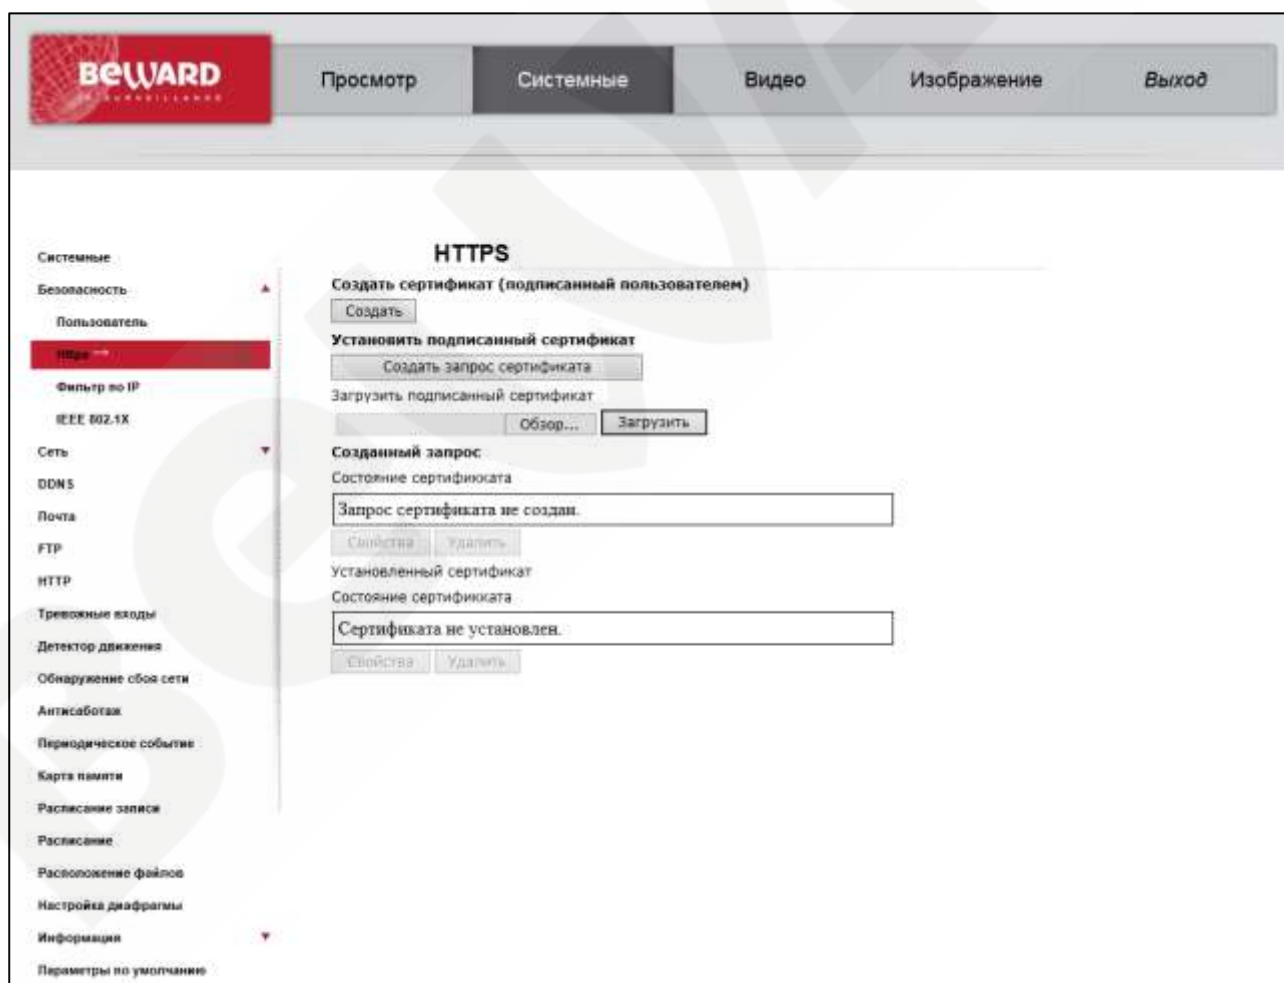 BEWARD
Просмотр
Системные
Видео
Изображение
Выход
Системные
Безопасность
Пользователь
Https
Фильтр по IP
IEEE 802.1X
Сеть
DDNS
Почта
FTP
HTTP
Тревожные входы
Детектор движения
Обнаружение сбоя сети
Антисаботаж
Периодическое событие
Карта памяти
Расписание записи
Расписание
Расположение файлов
Настройка диафрагмы
Информация
Параметры по умолчанию
HTTPS
Создать сертификат (подписанный пользователем)
Создать
Установить подписанный сертификат
Создать запрос сертификата
Загрузить подписанный сертификат
Обзор... Загрузить
Созданный запрос
Состояние сертификката
Запрос сертификата не создан.
Свойства Удалить
Установленный сертификат
Состояние сертификката
Сертификата не установлен.
Свойства Удалить